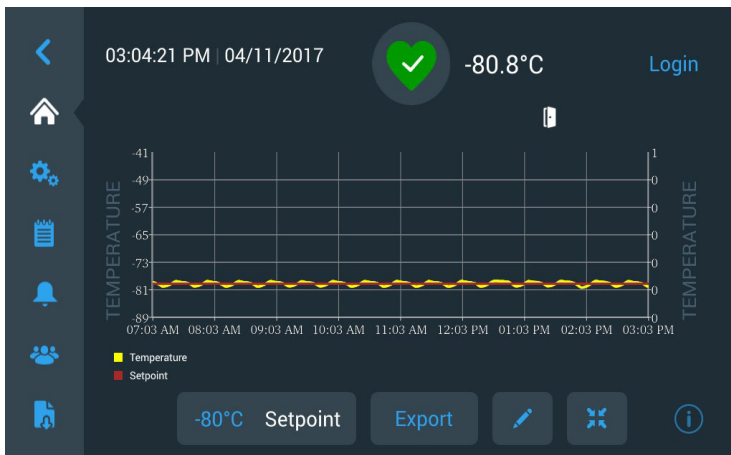 03:04:21 PM | 04/11/2017
-80.8°C
Login
TEMPERATURE
-41
-49
-57
-65
-73
-81
-89
1
0
0
0
0
0
0
TEMPERATURE
07:03 AM 08:03 AM 09:03 AM 10:03 AM 11:03 AM 12:03 PM 01:03 PM 02:03 PM 03:03 PM
Temperature
Setpoint
-80°C Setpoint
Export